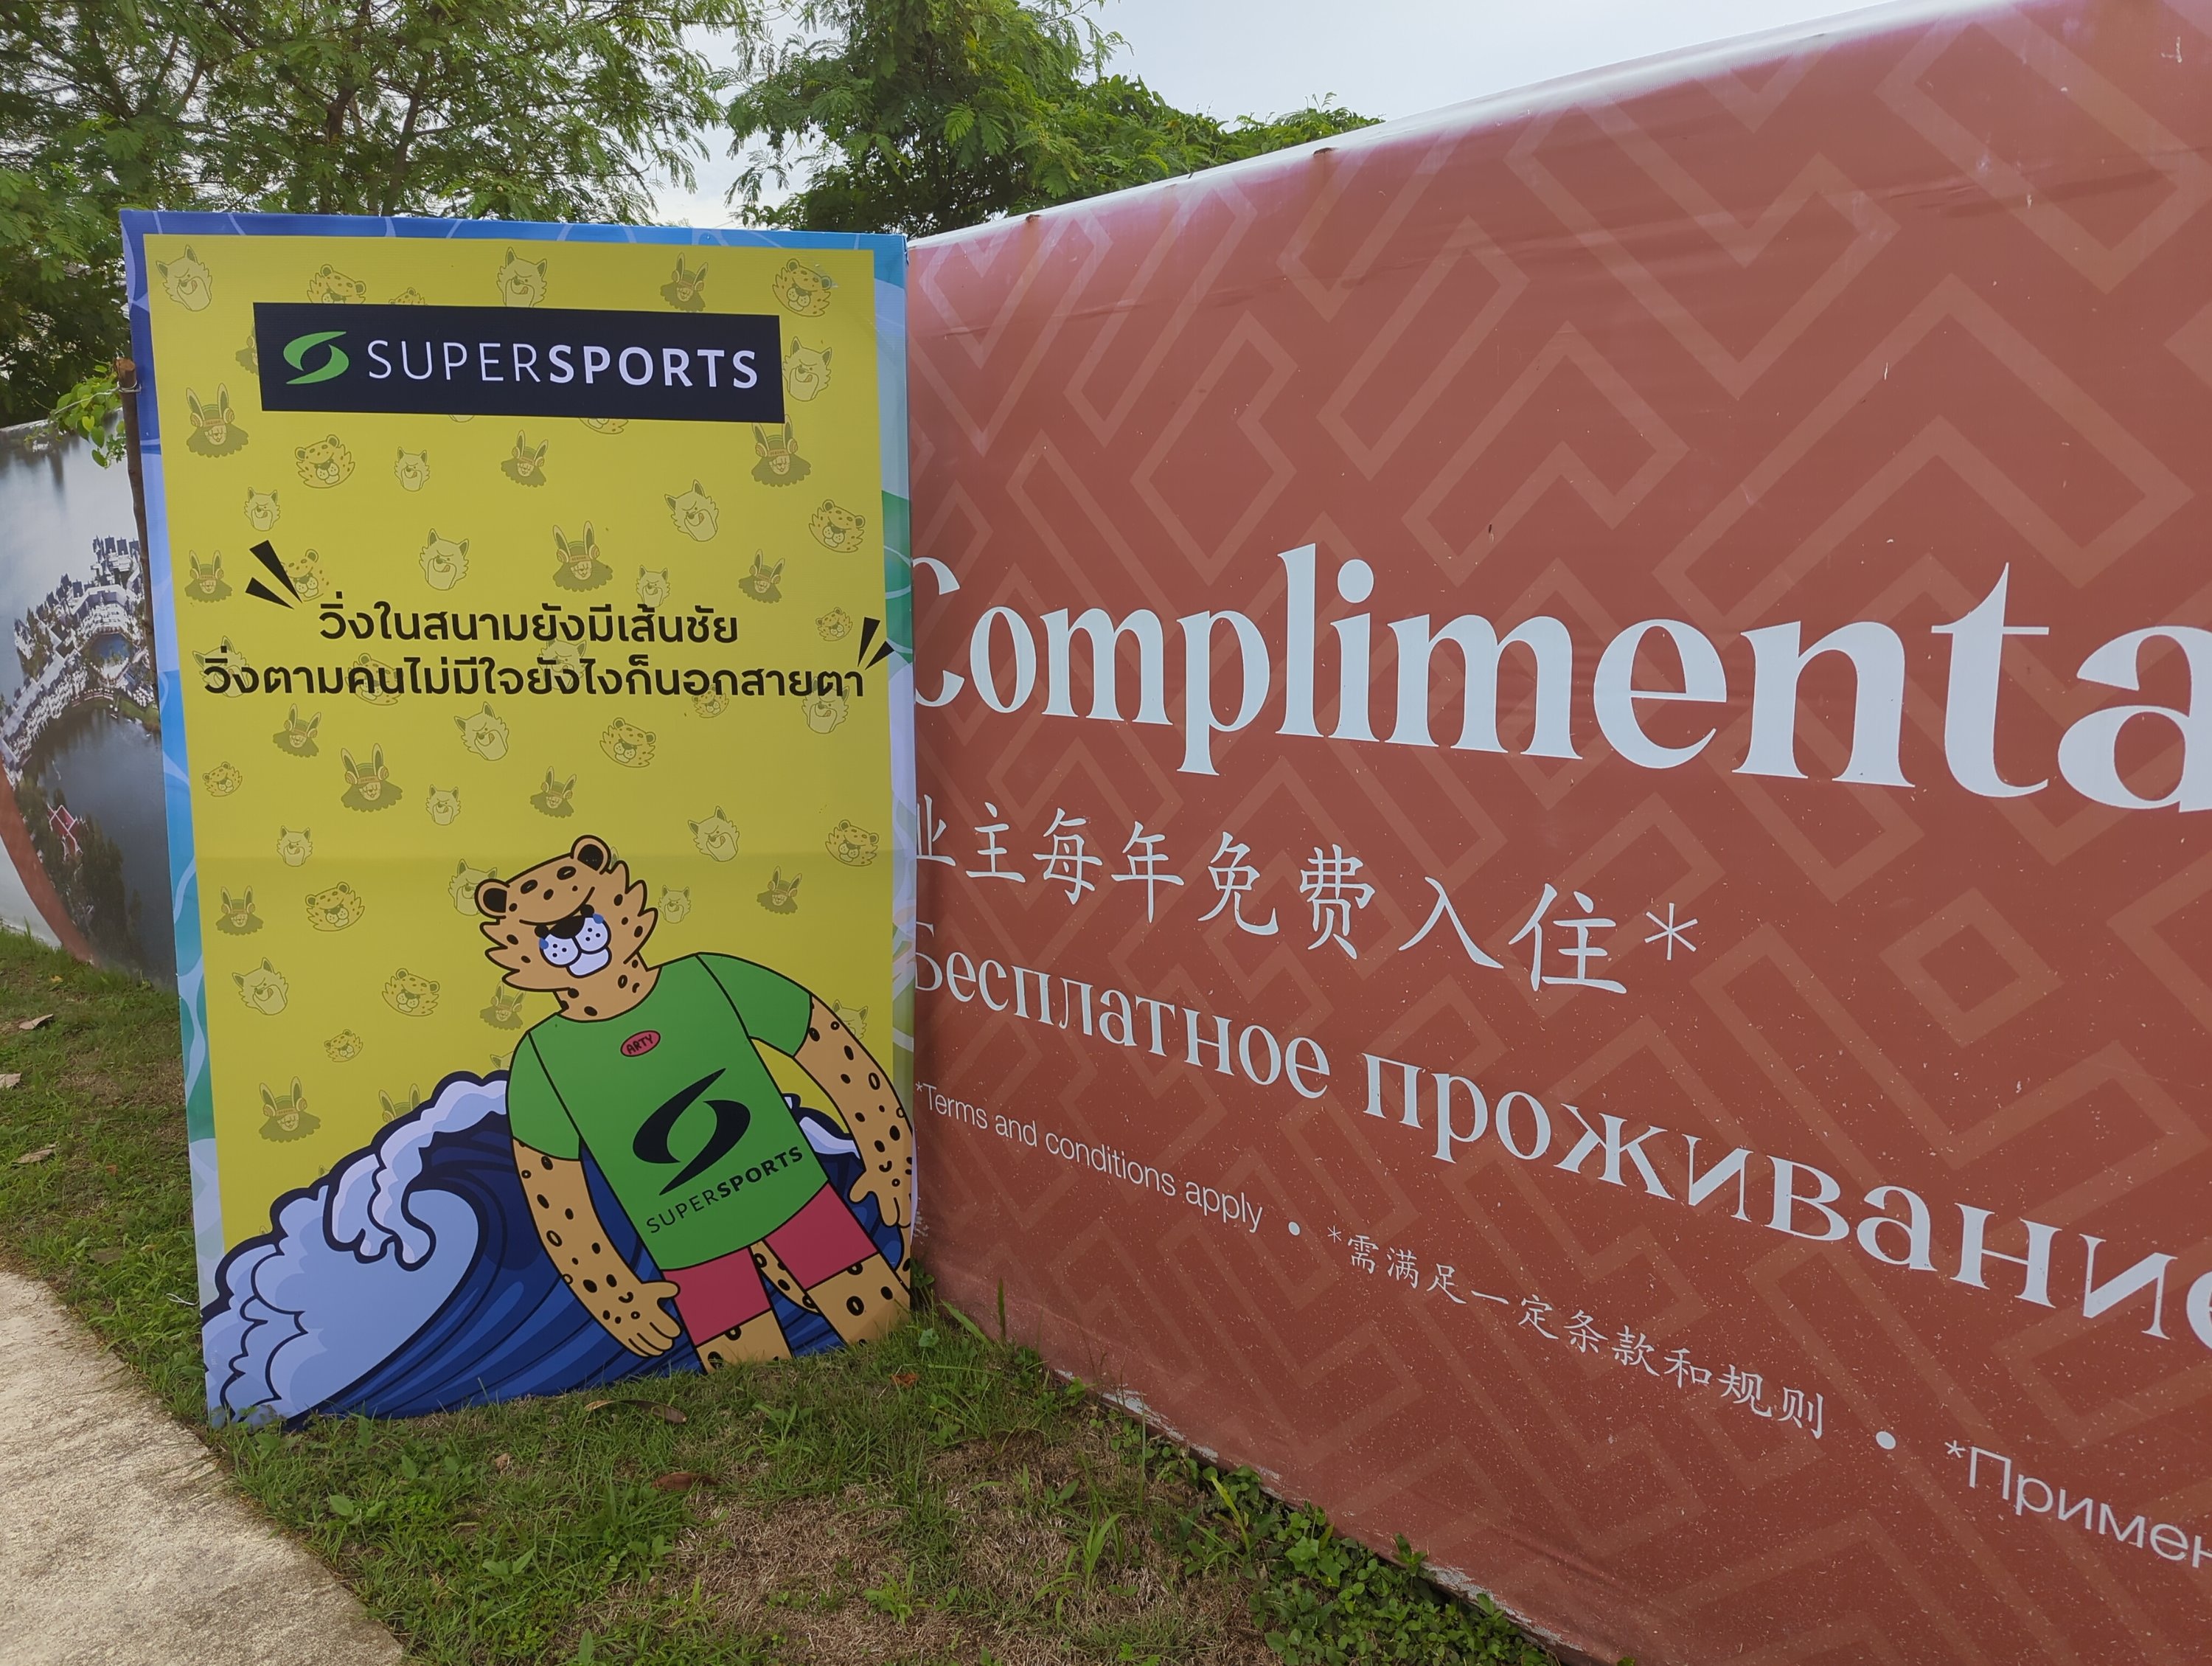 SUPERSPORTS
วิ่งในสนามยังมีเส้นชัย
วิ่งตามคนไม่มีใจยังไงก็นอกสายตา
ARTY
SUPERSPORTS
Complimenta
业主每年免费入住*
Бесплатное проживание
*Terms and conditions apply • *需满足一定条款和规则 • *Примен